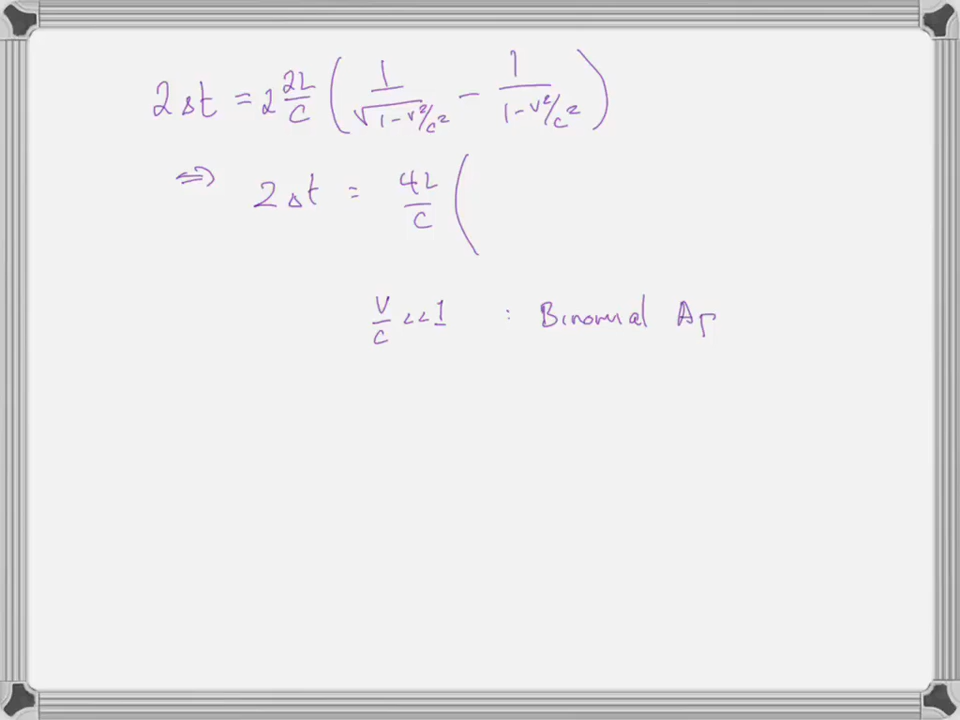 2Δt = 2 2L/C ( 1/√(1-v²/c²) - 1/(1-v²/c²) )
⇒ 2Δt = 4L/C (
V/C << 1 : Binomial Ap